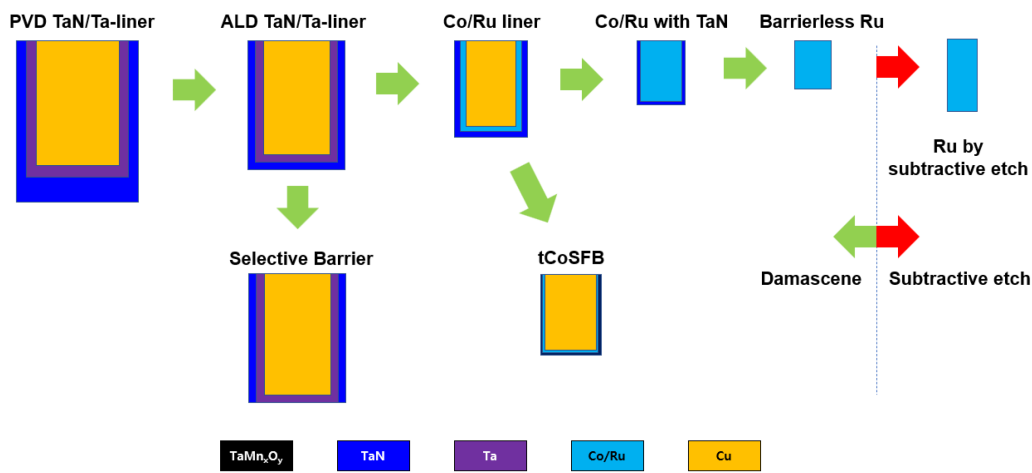 PVD TaN/Ta-liner
ALD TaN/Ta-liner
Co/Ru liner
Co/Ru with TaN
Barrierless Ru
Ru by
subtractive etch
Selective Barrier
tCoSFB
Damascene
Subtractive etch
TaMnₓOᵧ
TaN
Ta
Co/Ru
Cu